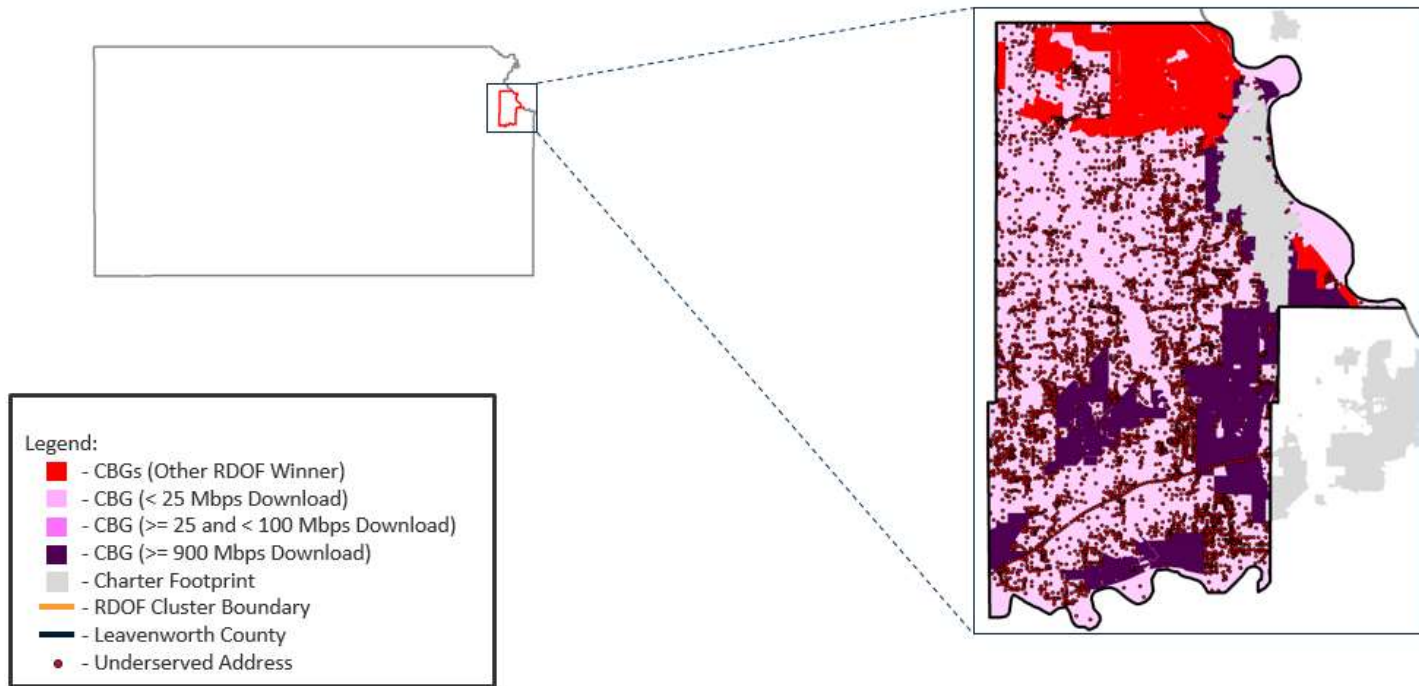 Legend:
- CBGs (Other RDOF Winner)
- CBG (< 25 Mbps Download)
- CBG (>= 25 and < 100 Mbps Download)
- CBG (>= 900 Mbps Download)
- Charter Footprint
- RDOF Cluster Boundary
- Leavenworth County
- Underserved Address